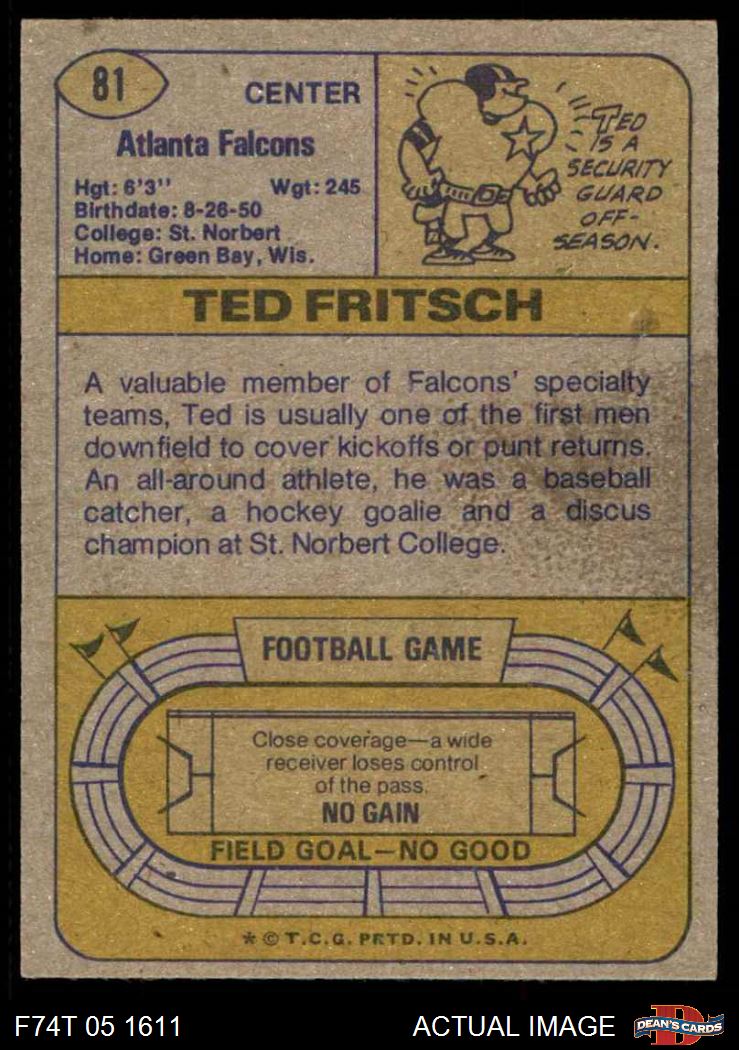 81
CENTER
Atlanta Falcons
Hgt: 6'3" Wgt: 245
Birthdate: 8-26-50
College: St. Norbert
Home: Green Bay, Wis.
TED
IS A
SECURITY
GUARD
OFF-
SEASON.
TED FRITSCH
A valuable member of Falcons' specialty
teams, Ted is usually one of the first men
downfield to cover kickoffs or punt returns.
An all-around athlete, he was a baseball
catcher, a hockey goalie and a discus
champion at St. Norbert College.
FOOTBALL GAME
Close coverage—a wide
receiver loses control
of the pass.
NO GAIN
FIELD GOAL—NO GOOD
* © T.C.G. PRTD. IN U.S.A.
F74T 05 1611 ACTUAL IMAGE
DEAN'S CARDS